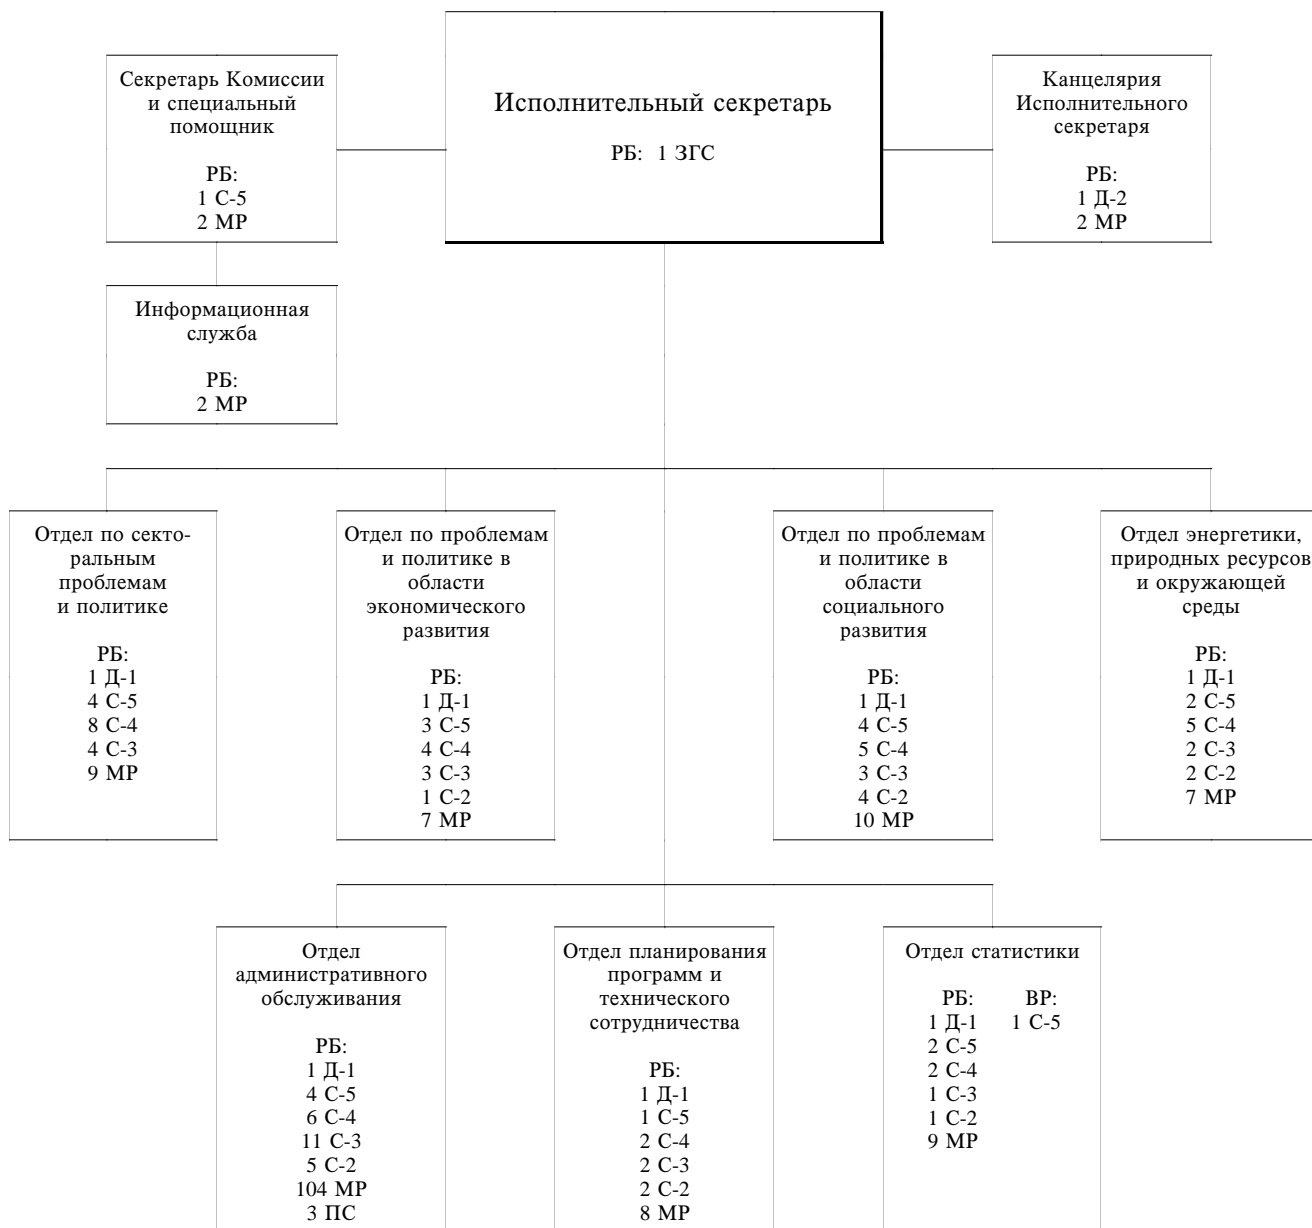 Исполнительный секретарь
РБ: 1 ЗГС
Секретарь Комиссии
и специальный
помощник
РБ:
1 С-5
2 МР
Канцелярия
Исполнительного
секретаря
РБ:
1 Д-2
2 МР
Информационная
служба
РБ:
2 МР
Отдел по секто-
ральным
проблемам
и политике
РБ:
1 Д-1
4 С-5
8 С-4
4 С-3
9 МР
Отдел по проблемам
и политике в
области
экономического
развития
РБ:
1 Д-1
3 С-5
4 С-4
3 С-3
1 С-2
7 МР
Отдел по проблемам
и политике в
области
социального
развития
РБ:
1 Д-1
4 С-5
5 С-4
3 С-3
4 С-2
10 МР
Отдел энергетики,
природных ресурсов
и окружающей
среды
РБ:
1 Д-1
2 С-5
5 С-4
2 С-3
2 С-2
7 МР
Отдел
административного
обслуживания
РБ:
1 Д-1
4 С-5
6 С-4
11 С-3
5 С-2
104 МР
3 ПС
Отдел планирования
программ и
технического
сотрудничества
РБ:
1 Д-1
1 С-5
2 С-4
2 С-3
2 С-2
8 МР
Отдел статистики
РБ: ВР:
1 Д-1 1 С-5
2 С-5
2 С-4
1 С-3
1 С-2
9 МР